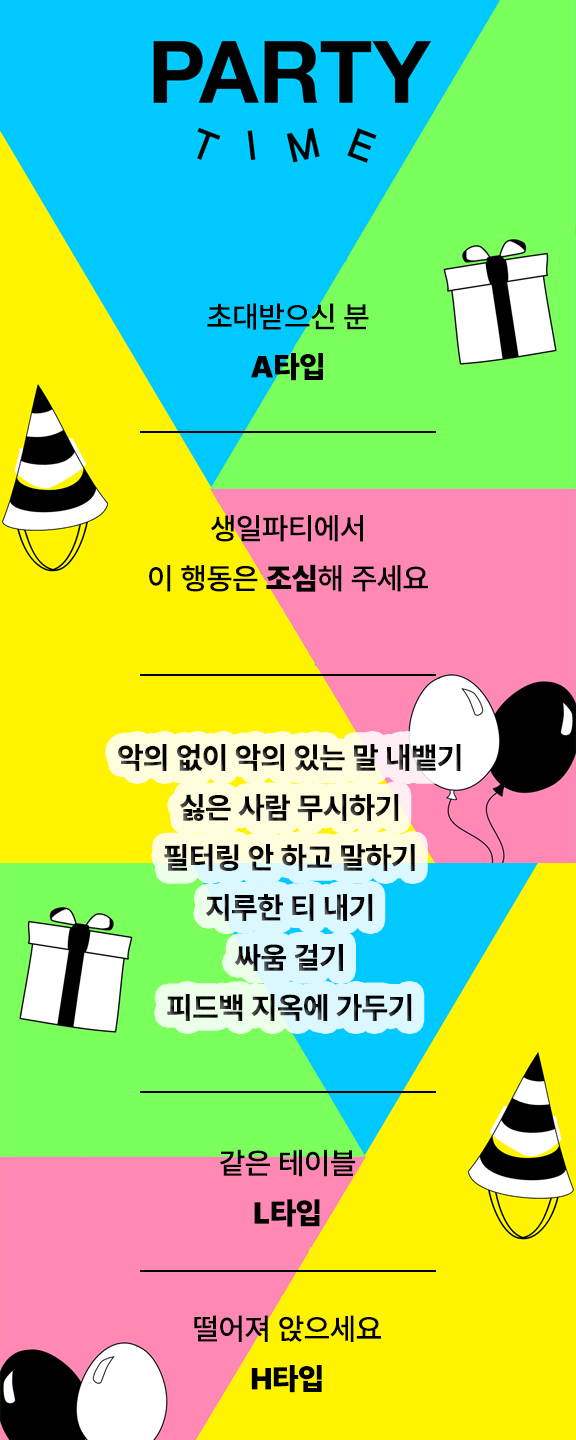 PARTY
TIME
초대받으신 분
A타입
생일파티에서
이 행동은 조심해 주세요
악의 없이 악의 있는 말 내뱉기
싫은 사람 무시하기
필터링 안 하고 말하기
지루한 티 내기
싸움 걸기
피드백 지옥에 가두기
같은 테이블
L타입
떨어져 앉으세요
H타입